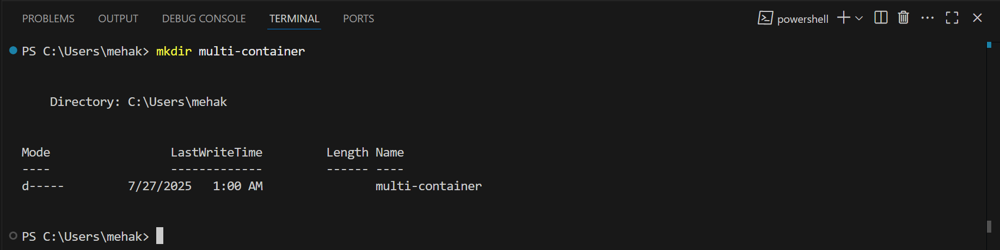 PROBLEMS OUTPUT DEBUG CONSOLE TERMINAL PORTS powershell
PS C:\Users\mehak> mkdir multi-container
Directory: C:\Users\mehak
Mode LastWriteTime Length Name
---- ------------- ------ ----
d----- 7/27/2025 1:00 AM multi-container
PS C:\Users\mehak>